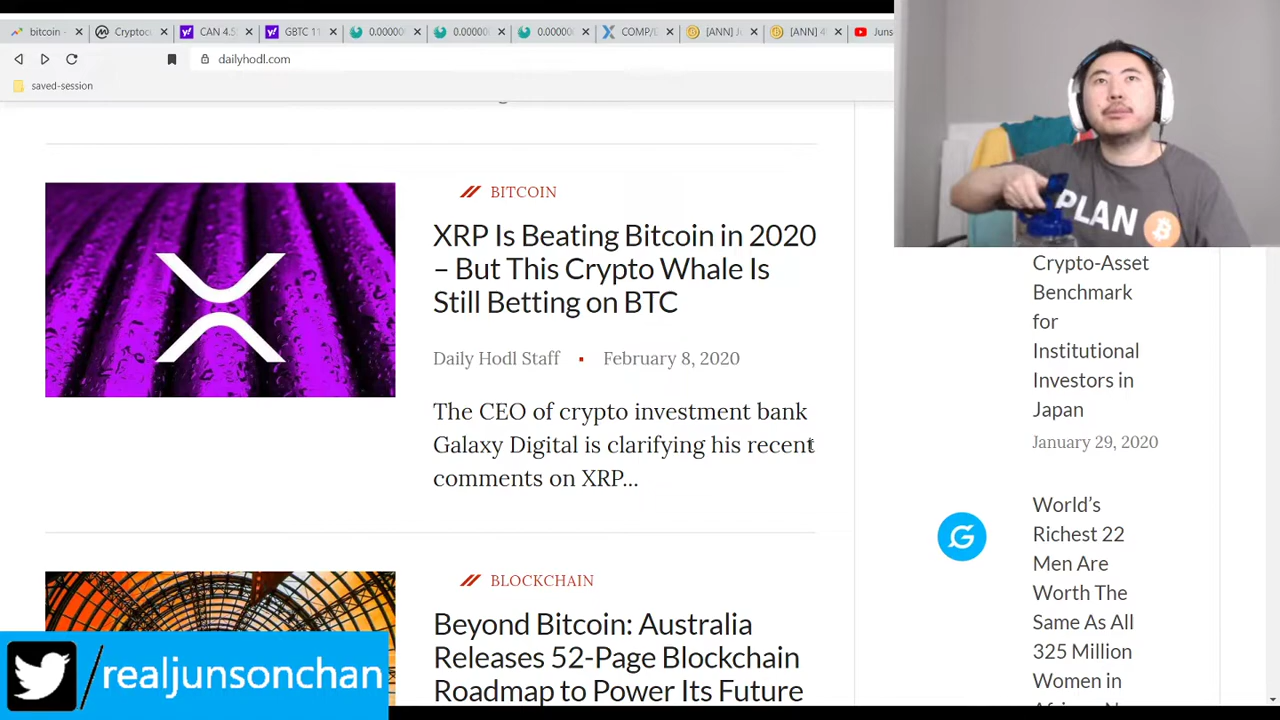 bitcoin -
Cryptoc
CAN 4.5
GBTC 11
0.00000
0.00000
0.00000
COMP/
[ANN] J
[ANN] 4
Juns
dailyhodl.com
saved-session
PLAN
BITCOIN
XRP Is Beating Bitcoin in 2020
– But This Crypto Whale Is
Still Betting on BTC
Daily Hodl Staff ▪ February 8, 2020
The CEO of crypto investment bank
Galaxy Digital is clarifying his recent
comments on XRP...
BLOCKCHAIN
Beyond Bitcoin: Australia
Releases 52-Page Blockchain
Roadmap to Power Its Future
Crypto-Asset
Benchmark
for
Institutional
Investors in
Japan
January 29, 2020
World’s
Richest 22
Men Are
Worth The
Same As All
325 Million
Women in
/realjunsonchan